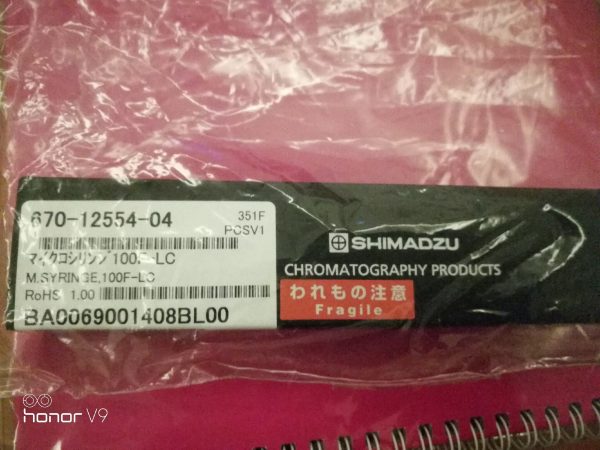 670-12554-04
351F
PCSV1
マイクロシリンジ 100F-LC
M.SYRINGE,100F-LC
RoHS 1.00
BA0069001408BL00
SHIMADZU
CHROMATOGRAPHY PRODUCTS
われもの注意
Fragile
honor V9